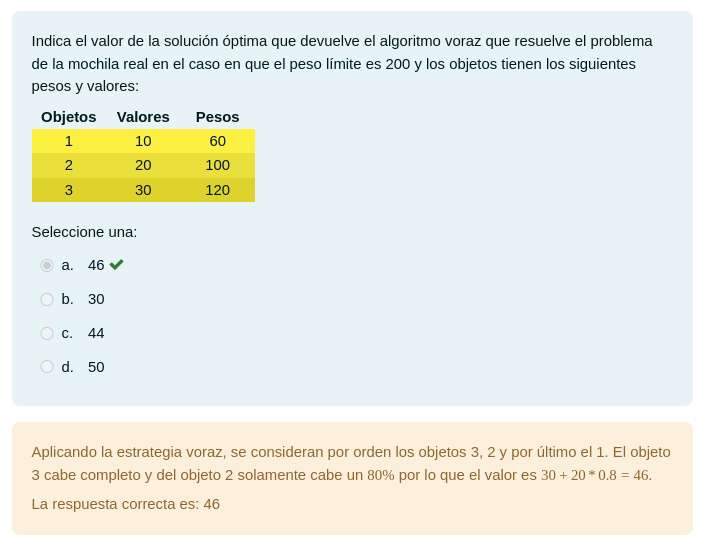 Indica el valor de la solución óptima que devuelve el algoritmo voraz que resuelve el problema
de la mochila real en el caso en que el peso límite es 200 y los objetos tienen los siguientes
pesos y valores:
Objetos Valores Pesos
1 10 60
2 20 100
3 30 120
Seleccione una:
a. 46
b. 30
c. 44
d. 50
Aplicando la estrategia voraz, se consideran por orden los objetos 3, 2 y por último el 1. El objeto
3 cabe completo y del objeto 2 solamente cabe un 80% por lo que el valor es 30 + 20 * 0.8 = 46.
La respuesta correcta es: 46